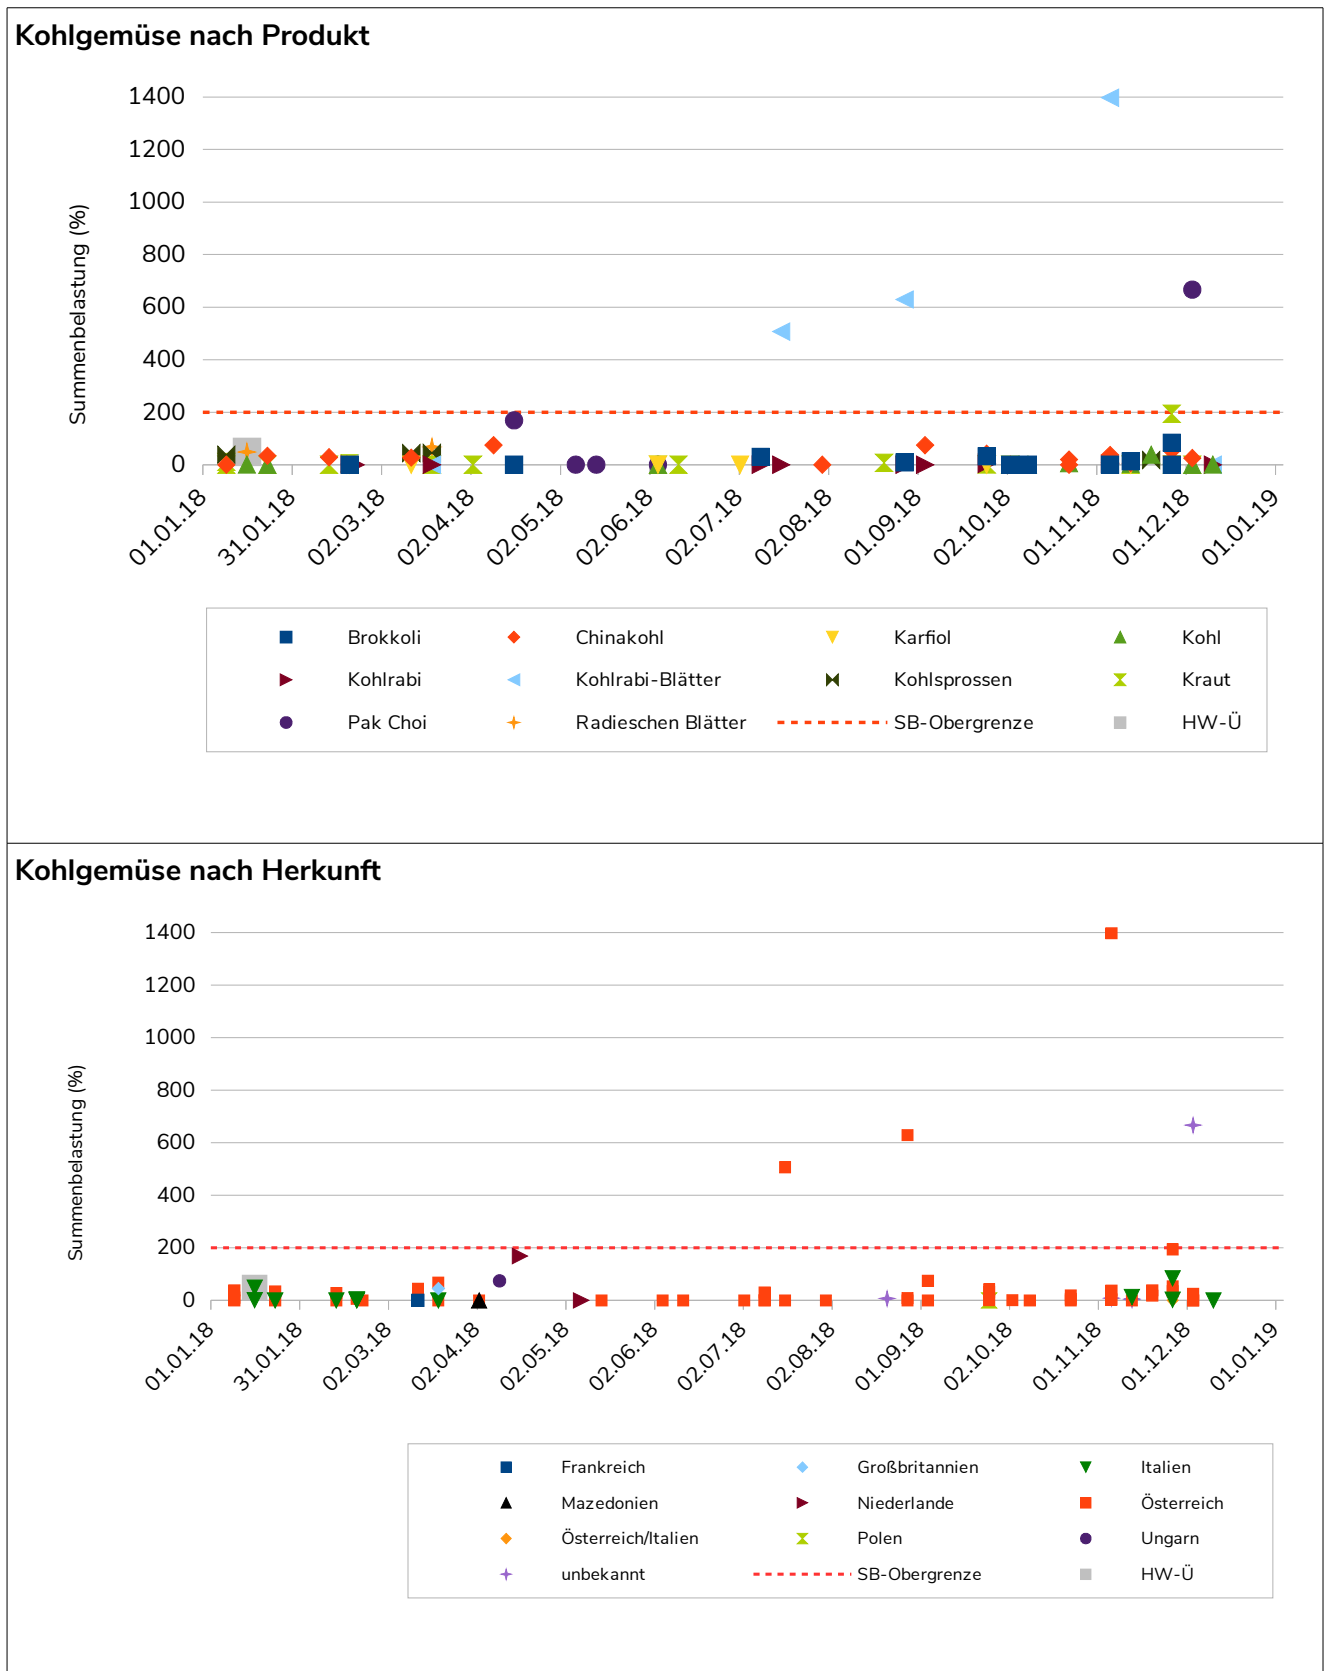 Kohlgemüse nach Produkt
1400
1200
1000
800
600
400
200
0
Summenbelastung (%)
01.01.18
31.01.18
02.03.18
02.04.18
02.05.18
02.06.18
02.07.18
02.08.18
01.09.18
02.10.18
01.11.18
01.12.18
01.01.19
Brokkoli
Chinakohl
Karfiol
Kohl
Kohlrabi
Kohlrabi-Blätter
Kohlsprossen
Kraut
Pak Choi
Radieschen Blätter
SB-Obergrenze
HW-Ü
Kohlgemüse nach Herkunft
1400
1200
1000
800
600
400
200
0
Summenbelastung (%)
01.01.18
31.01.18
02.03.18
02.04.18
02.05.18
02.06.18
02.07.18
02.08.18
01.09.18
02.10.18
01.11.18
01.12.18
01.01.19
Frankreich
Großbritannien
Italien
Mazedonien
Niederlande
Österreich
Österreich/Italien
Polen
Ungarn
unbekannt
SB-Obergrenze
HW-Ü